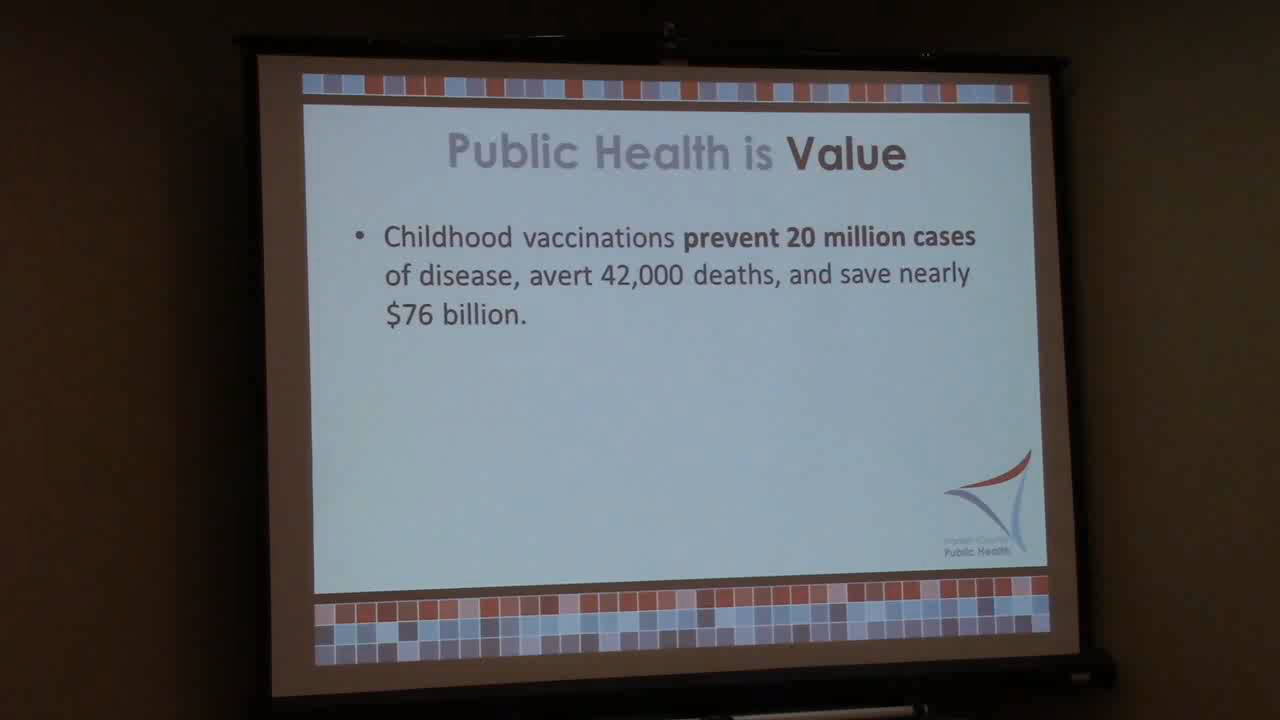 Public Health is Value
• Childhood vaccinations prevent 20 million cases
of disease, avert 42,000 deaths, and save nearly
$76 billion.
Public Health